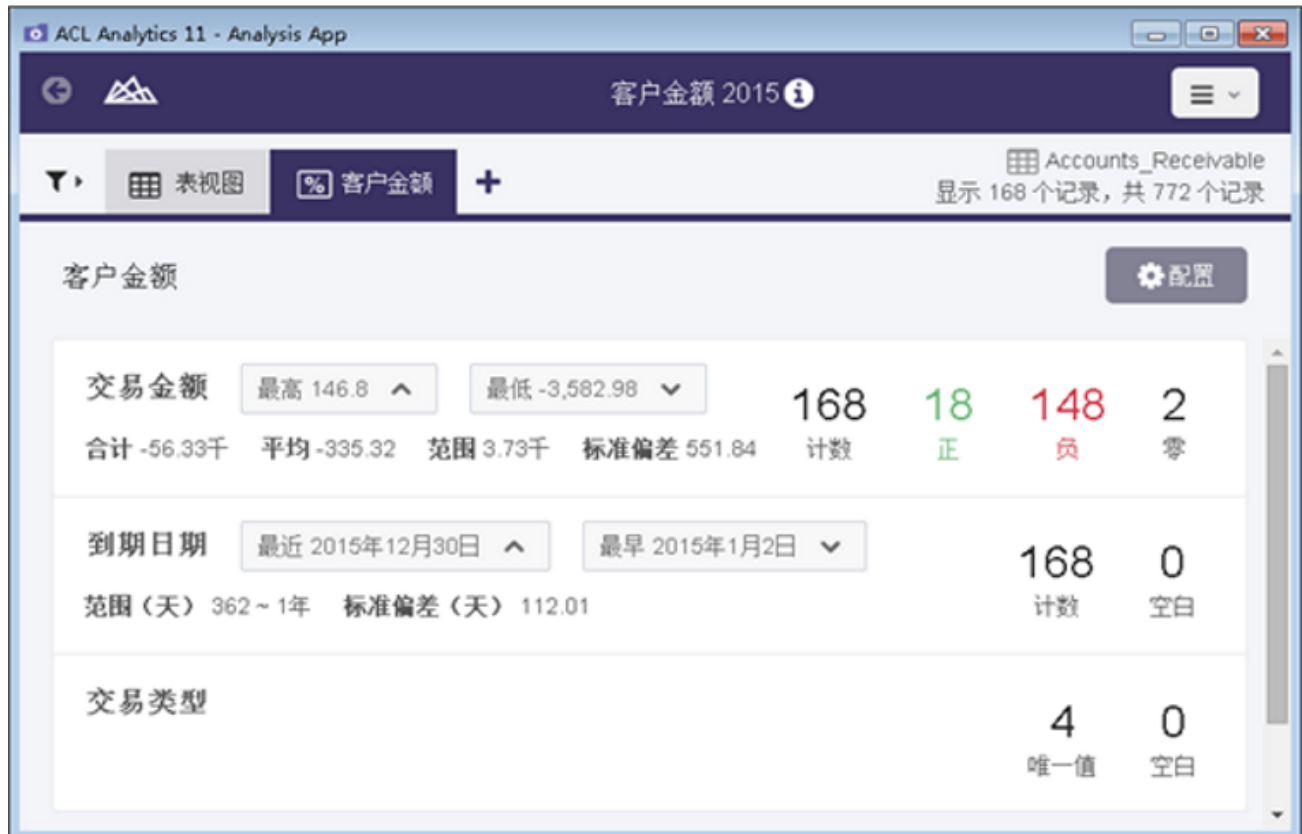 ACL Analytics 11 - Analysis App
客户金额 2015
表视图
客户金额
Accounts_Receivable
显示 168 个记录，共 772 个记录
客户金额
配置
交易金额 最高 146.8 最低 -3,582.98 168 18 148 2
合计 -56.33千 平均 -335.32 范围 3.73千 标准偏差 551.84 计数 正 负 零
到期日期 最近 2015年12月30日 最早 2015年1月2日 168 0
范围（天） 362 ~ 1年 标准偏差（天） 112.01 计数 空白
交易类型 4 0
唯一值 空白